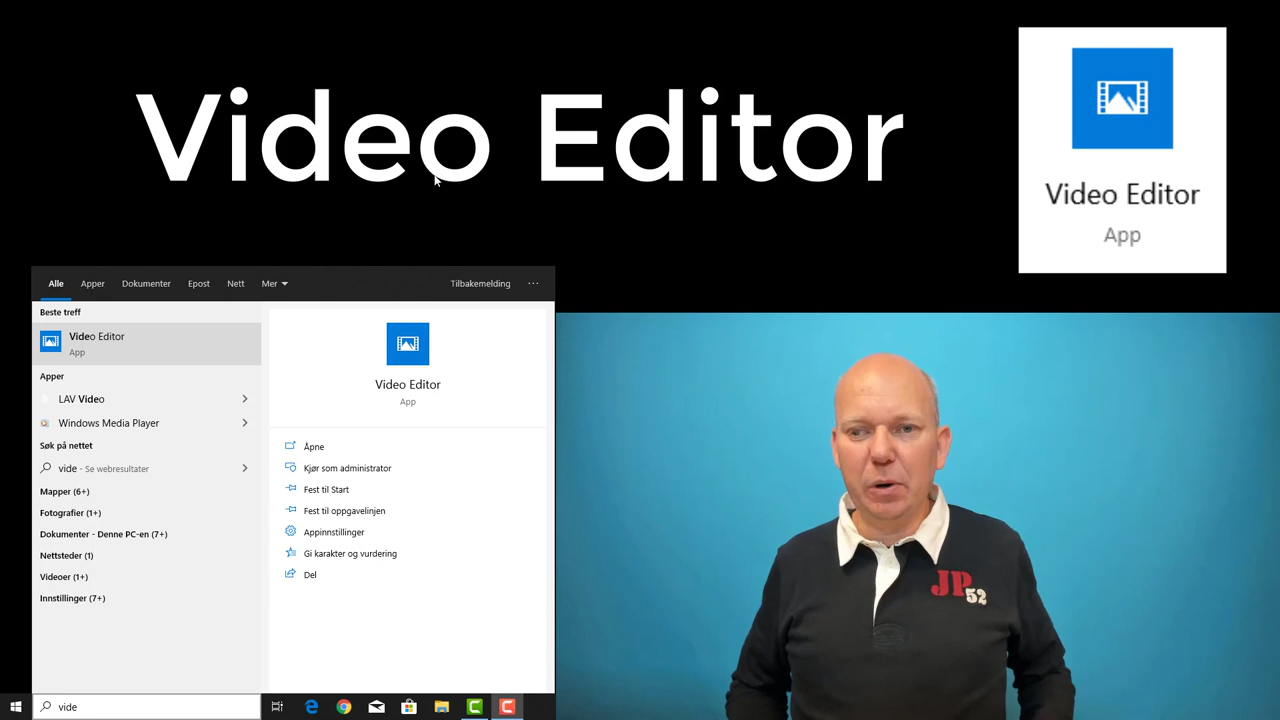 Video Editor
Video Editor
App
Alle Apper Dokumenter Epost Nett Mer Tilbakemelding ...
Beste treff
Video Editor
App
Apper
LAV Video
Windows Media Player
Søk på nettet
vide - Se webresultater
Mapper (6+)
Fotografier (1+)
Dokumenter - Denne PC-en (7+)
Nettsteder (1)
Videoer (1+)
Innstillinger (7+)
Video Editor
App
Åpne
Kjør som administrator
Fest til Start
Fest til oppgavelinjen
Appinnstillinger
Gi karakter og vurdering
Del
vide
JP
52